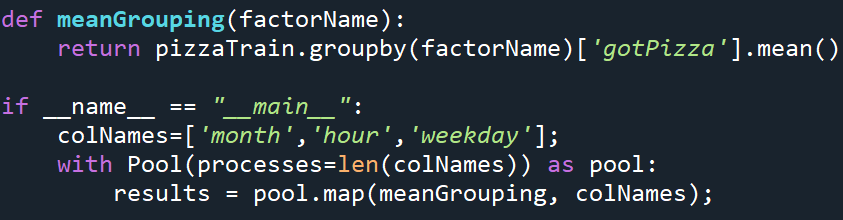 def meanGrouping(factorName):
    return pizzaTrain.groupby(factorName)['gotPizza'].mean()

if __name__ == "__main__":
    colNames=['month','hour','weekday'];
    with Pool(processes=len(colNames)) as pool:
        results = pool.map(meanGrouping, colNames);